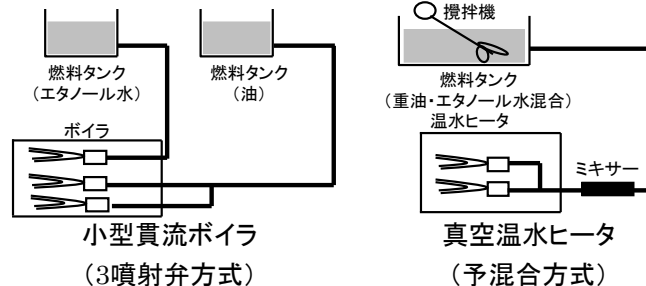 燃料タンク
（エタノール水）
燃料タンク
（油）
ボイラ
小型貫流ボイラ
（3噴射弁方式）
攪拌機
燃料タンク
（重油・エタノール水混合）
温水ヒータ
ミキサー
真空温水ヒータ
（予混合方式）